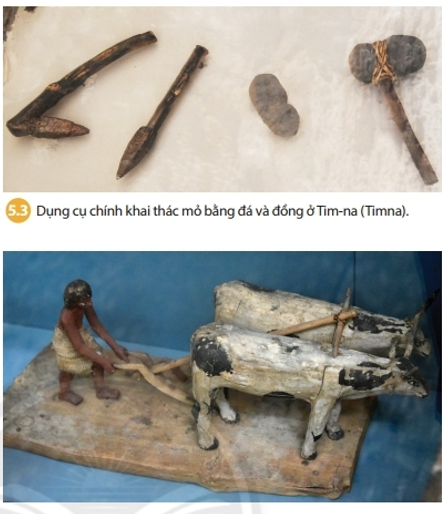 5.3 Dụng cụ chính khai thác mỏ bằng đá và đồng ở Tim-na (Timna).